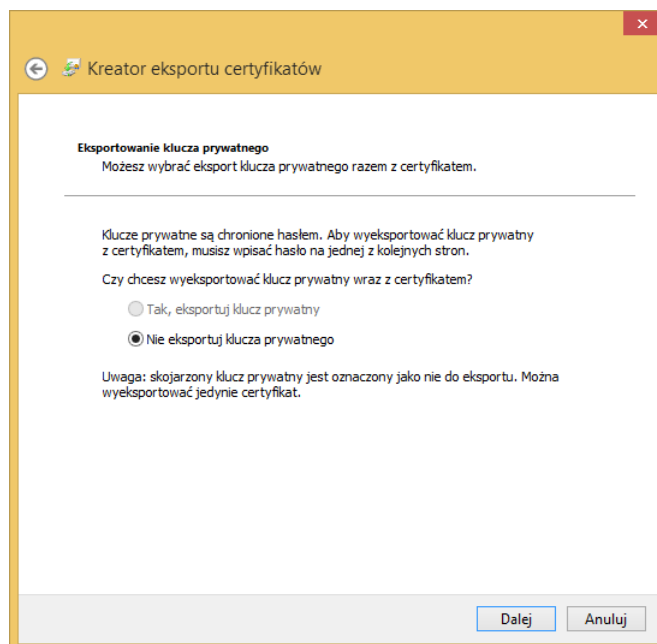 Kreator eksportu certyfikatów
Eksportowanie klucza prywatnego
Możesz wybrać eksport klucza prywatnego razem z certyfikatem.
Klucze prywatne są chronione hasłem. Aby wyeksportować klucz prywatny
z certyfikatem, musisz wpisać hasło na jednej z kolejnych stron.
Czy chcesz wyeksportować klucz prywatny wraz z certyfikatem?
Tak, eksportuj klucz prywatny
Nie eksportuj klucza prywatnego
Uwaga: skojarzony klucz prywatny jest oznaczony jako nie do eksportu. Można
wyeksportować jedynie certyfikat.
Dalej Anuluj